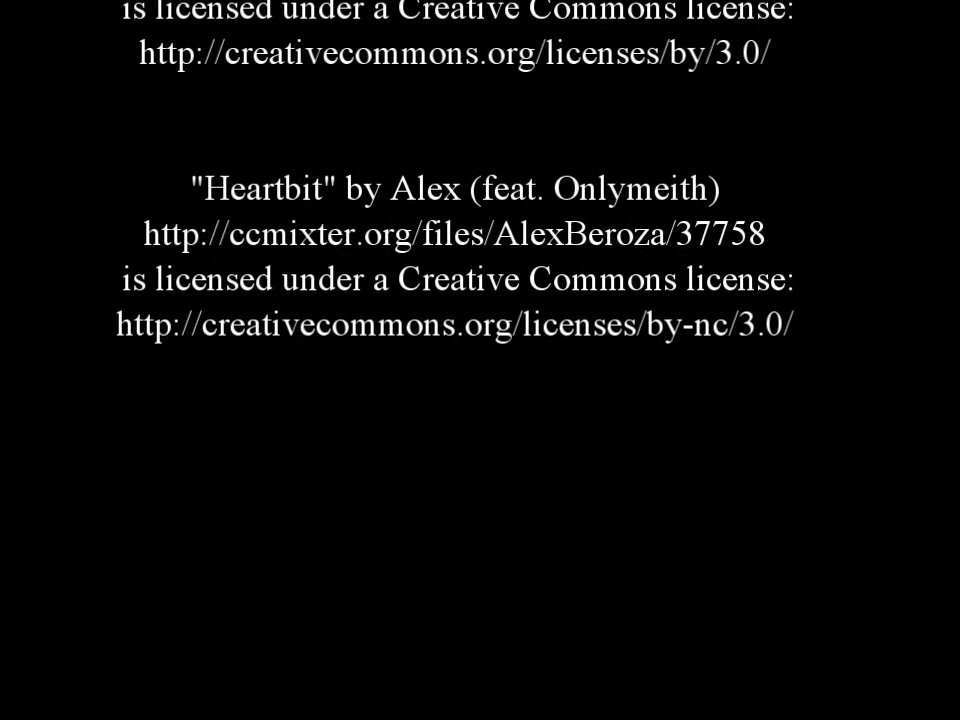 is licensed under a Creative Commons license:
http://creativecommons.org/licenses/by/3.0/
"Heartbit" by Alex (feat. Onlymeith)
http://ccmixter.org/files/AlexBeroza/37758
is licensed under a Creative Commons license:
http://creativecommons.org/licenses/by-nc/3.0/